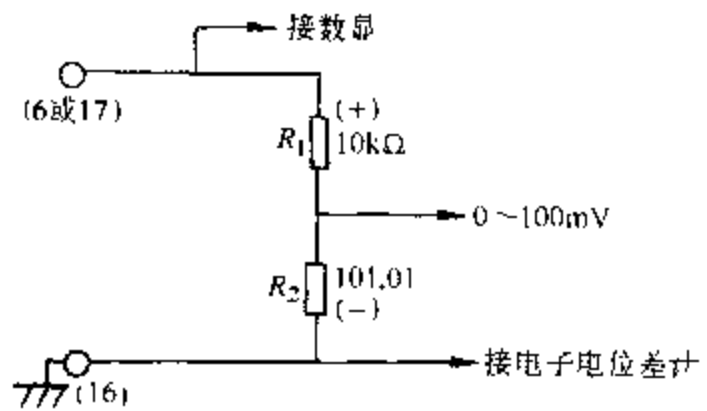 接数显
(6或17)
(+)
R1 10kΩ
0~100mV
R2 101.01
(-)
接电子电位差计
(16)